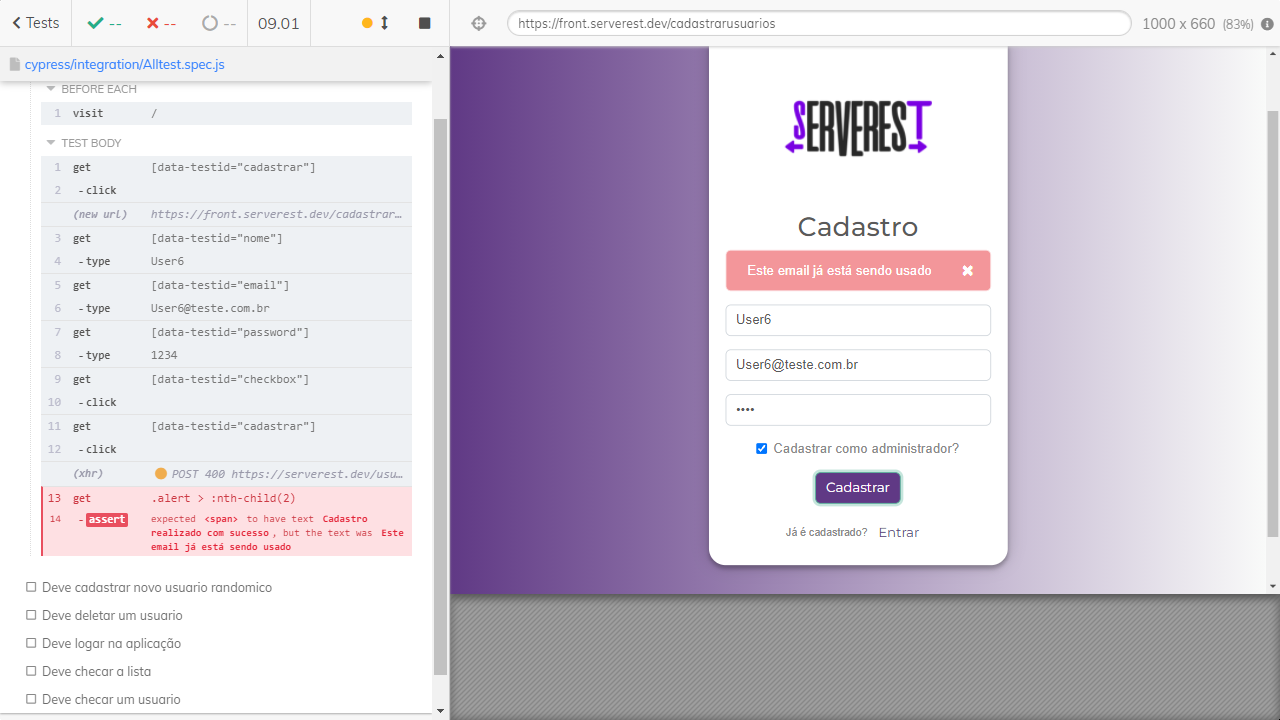 Tests
--
--
--
09.01
https://front.serverest.dev/cadastrarusuarios
1000 x 660 (83%)
cypress/integration/Alltest.spec.js
BEFORE EACH
1 visit /
TEST BODY
1 get [data-testid="cadastrar"]
2 -click
(new url) https://front.serverest.dev/cadastrar…
3 get [data-testid="nome"]
4 -type User6
5 get [data-testid="email"]
6 -type User6@teste.com.br
7 get [data-testid="password"]
8 -type 1234
9 get [data-testid="checkbox"]
10 -click
11 get [data-testid="cadastrar"]
12 -click
(xhr) POST 400 https://serverest.dev/usu…
13 get .alert > :nth-child(2)
14 -assert expected <span> to have text Cadastro
realizado com sucesso, but the text was Este
email já está sendo usado
Deve cadastrar novo usuario randomico
Deve deletar um usuario
Deve logar na aplicação
Deve checar a lista
Deve checar um usuario
SERVEREST
Cadastro
Este email já está sendo usado
User6
User6@teste.com.br
••••
Cadastrar como administrador?
Cadastrar
Já é cadastrado? Entrar